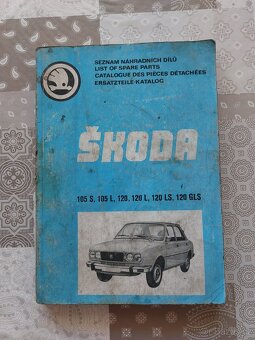 SEZNAM NÁHRADNÍCH DÍLŮ
LIST OF SPARE PARTS
CATALOGUE DES PIÈCES DÉTACHÉES
ERSATZTEILE-KATALOG
ŠKODA
105 S, 105 L, 120, 120 L, 120 LS, 120 GLS